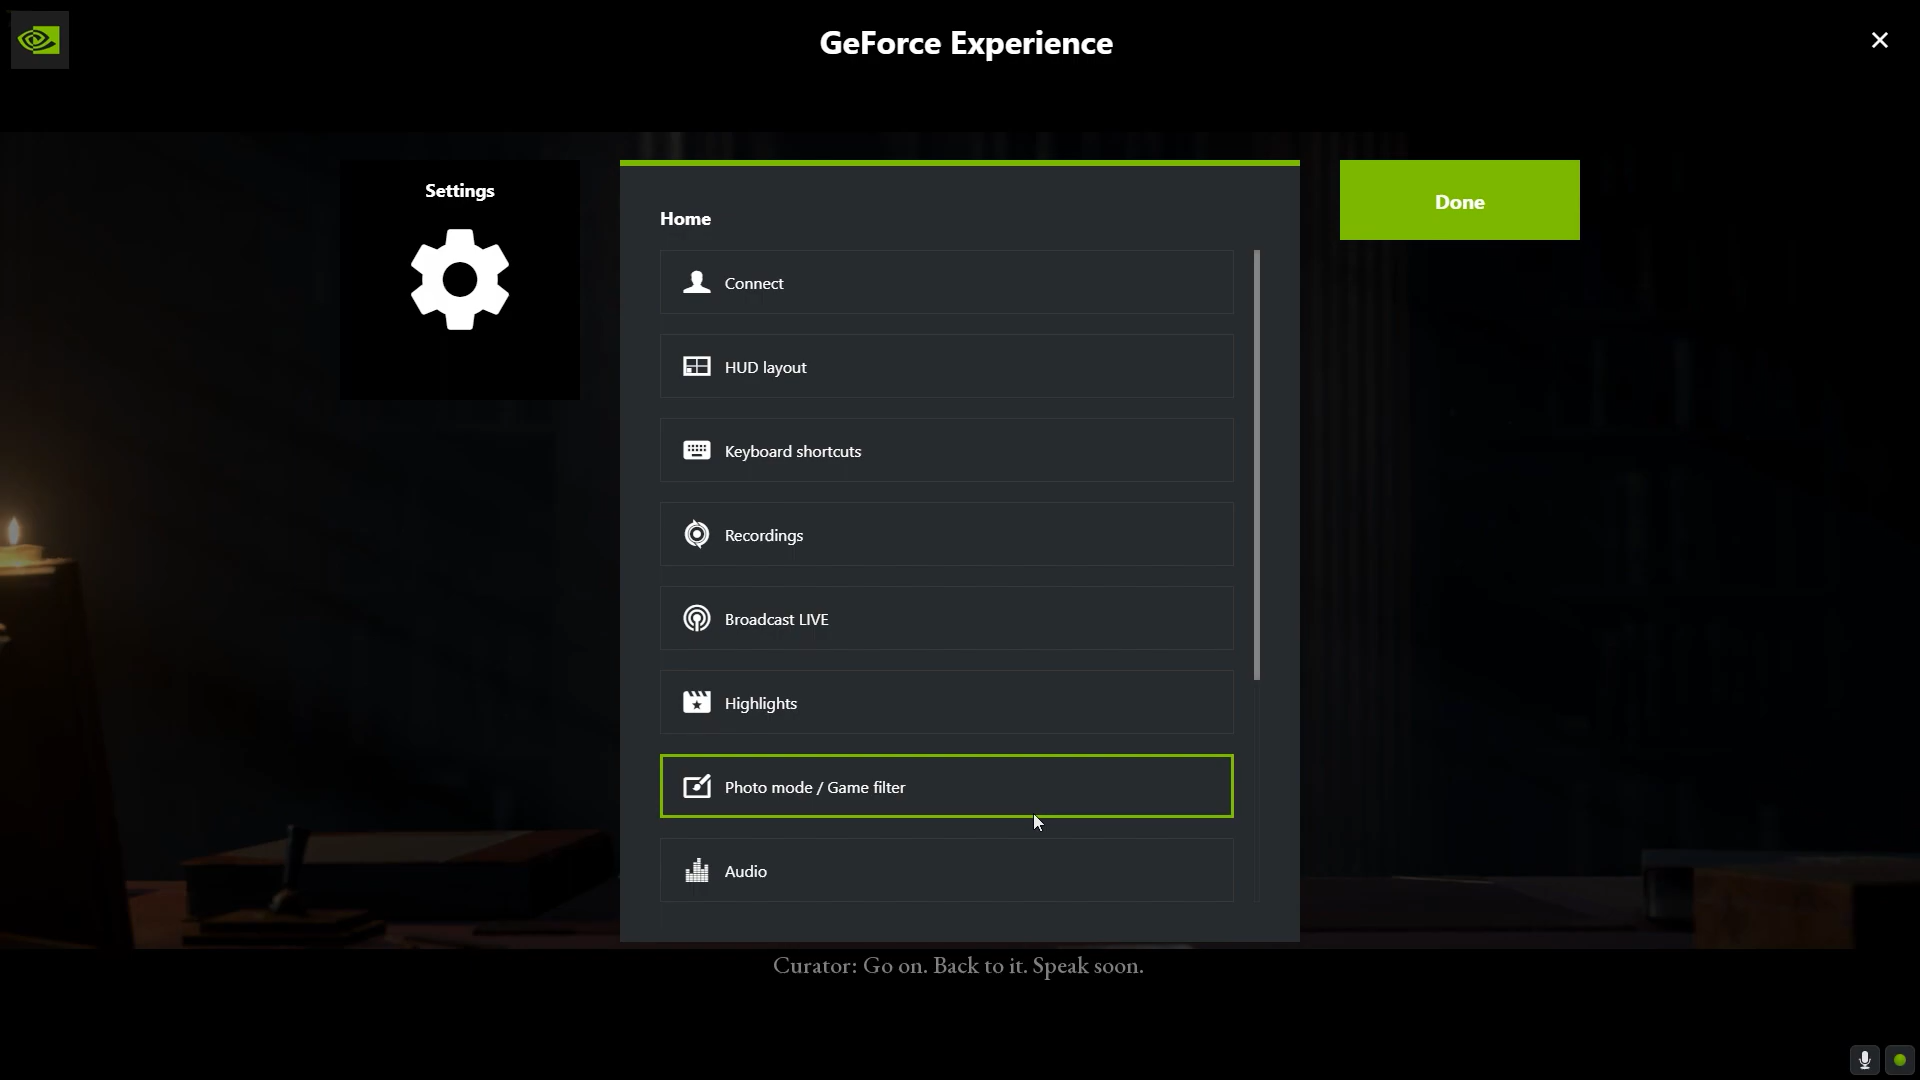 GeForce Experience
Settings
Home
Connect
HUD layout
Keyboard shortcuts
Recordings
Broadcast LIVE
Highlights
Photo mode / Game filter
Audio
Done
Curator: Go on. Back to it. Speak soon.